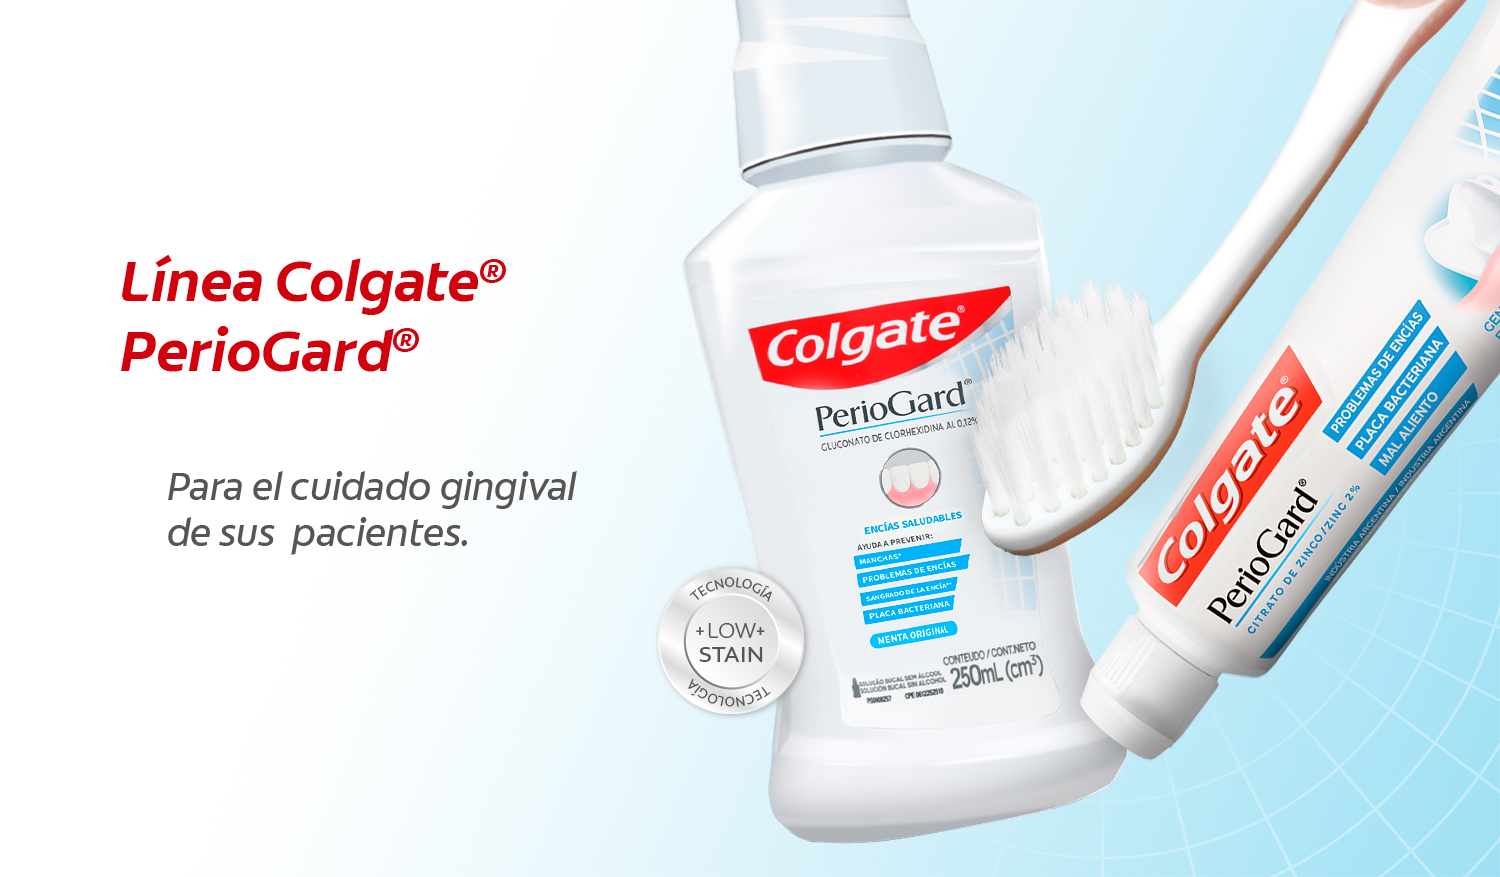 Línea Colgate®
PerioGard®
Para el cuidado gingival
de sus pacientes.
TECNOLOGÍA
+LOW+
STAIN
TECNOLOGÍA
Colgate®
PerioGard®
GLUCONATO DE CLORHEXIDINA AL 0,12%
ENCÍAS SALUDABLES
AYUDA A PREVENIR:
MANCHAS*
PROBLEMAS DE ENCÍAS
SANGRADO DE LA ENCÍA**
PLACA BACTERIANA
MENTA ORIGINAL
CONTEUDO / CONT.NETO
250mL (cm³)
SOLUÇÃO BUCAL SEM ÁLCOOL
SOLUCIÓN BUCAL SIN ALCOHOL
Colgate®
PerioGard®
CITRATO DE ZINCO/ZINC 2%
PROBLEMAS DE ENCÍAS
PLACA BACTERIANA
MAL ALIENTO
INDÚSTRIA ARGENTINA / INDUSTRIA ARGENTINA